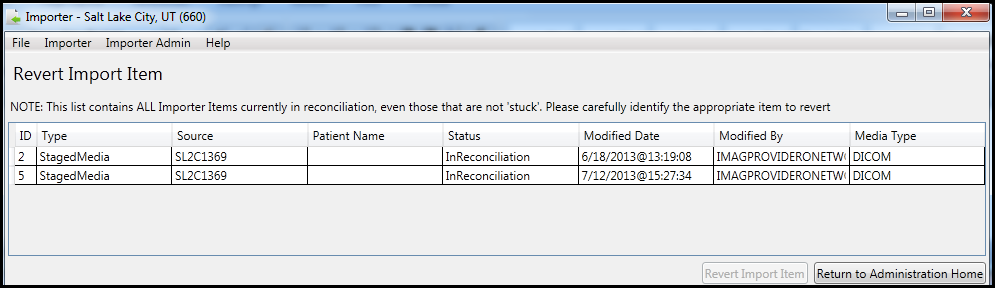 Importer - Salt Lake City, UT (660)
File Importer Importer Admin Help
Revert Import Item
NOTE: This list contains ALL Importer Items currently in reconciliation, even those that are not 'stuck'. Please carefully identify the appropriate item to revert
ID Type Source Patient Name Status Modified Date Modified By Media Type
2 StagedMedia SL2C1369 InReconciliation 6/18/2013@13:19:08 IMAGPROVIDERONETW DICOM
5 StagedMedia SL2C1369 InReconciliation 7/12/2013@15:27:34 IMAGPROVIDERONETW DICOM
Revert Import Item Return to Administration Home